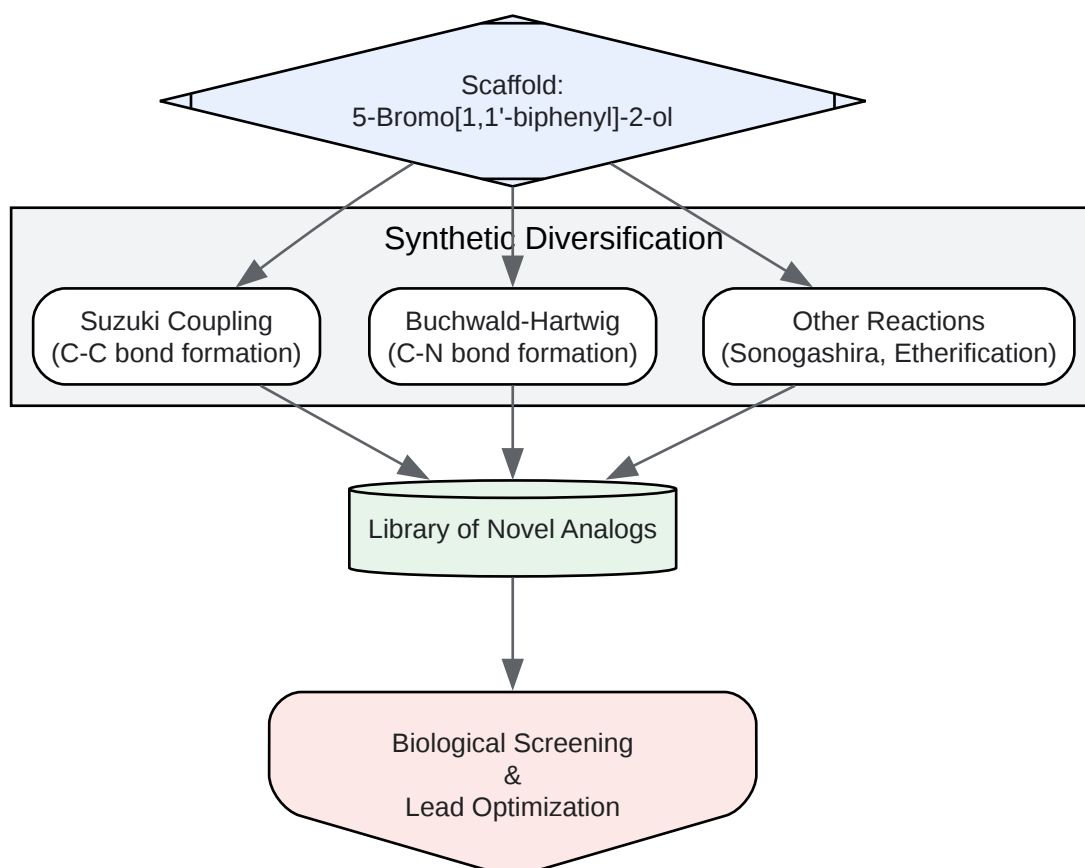 Scaffold:
5-Bromo[1,1'-biphenyl]-2-ol
Synthetic Diversification
Suzuki Coupling
(C-C bond formation)
Buchwald-Hartwig
(C-N bond formation)
Other Reactions
(Sonogashira, Etherification)
Library of Novel Analogs
Biological Screening
&
Lead Optimization